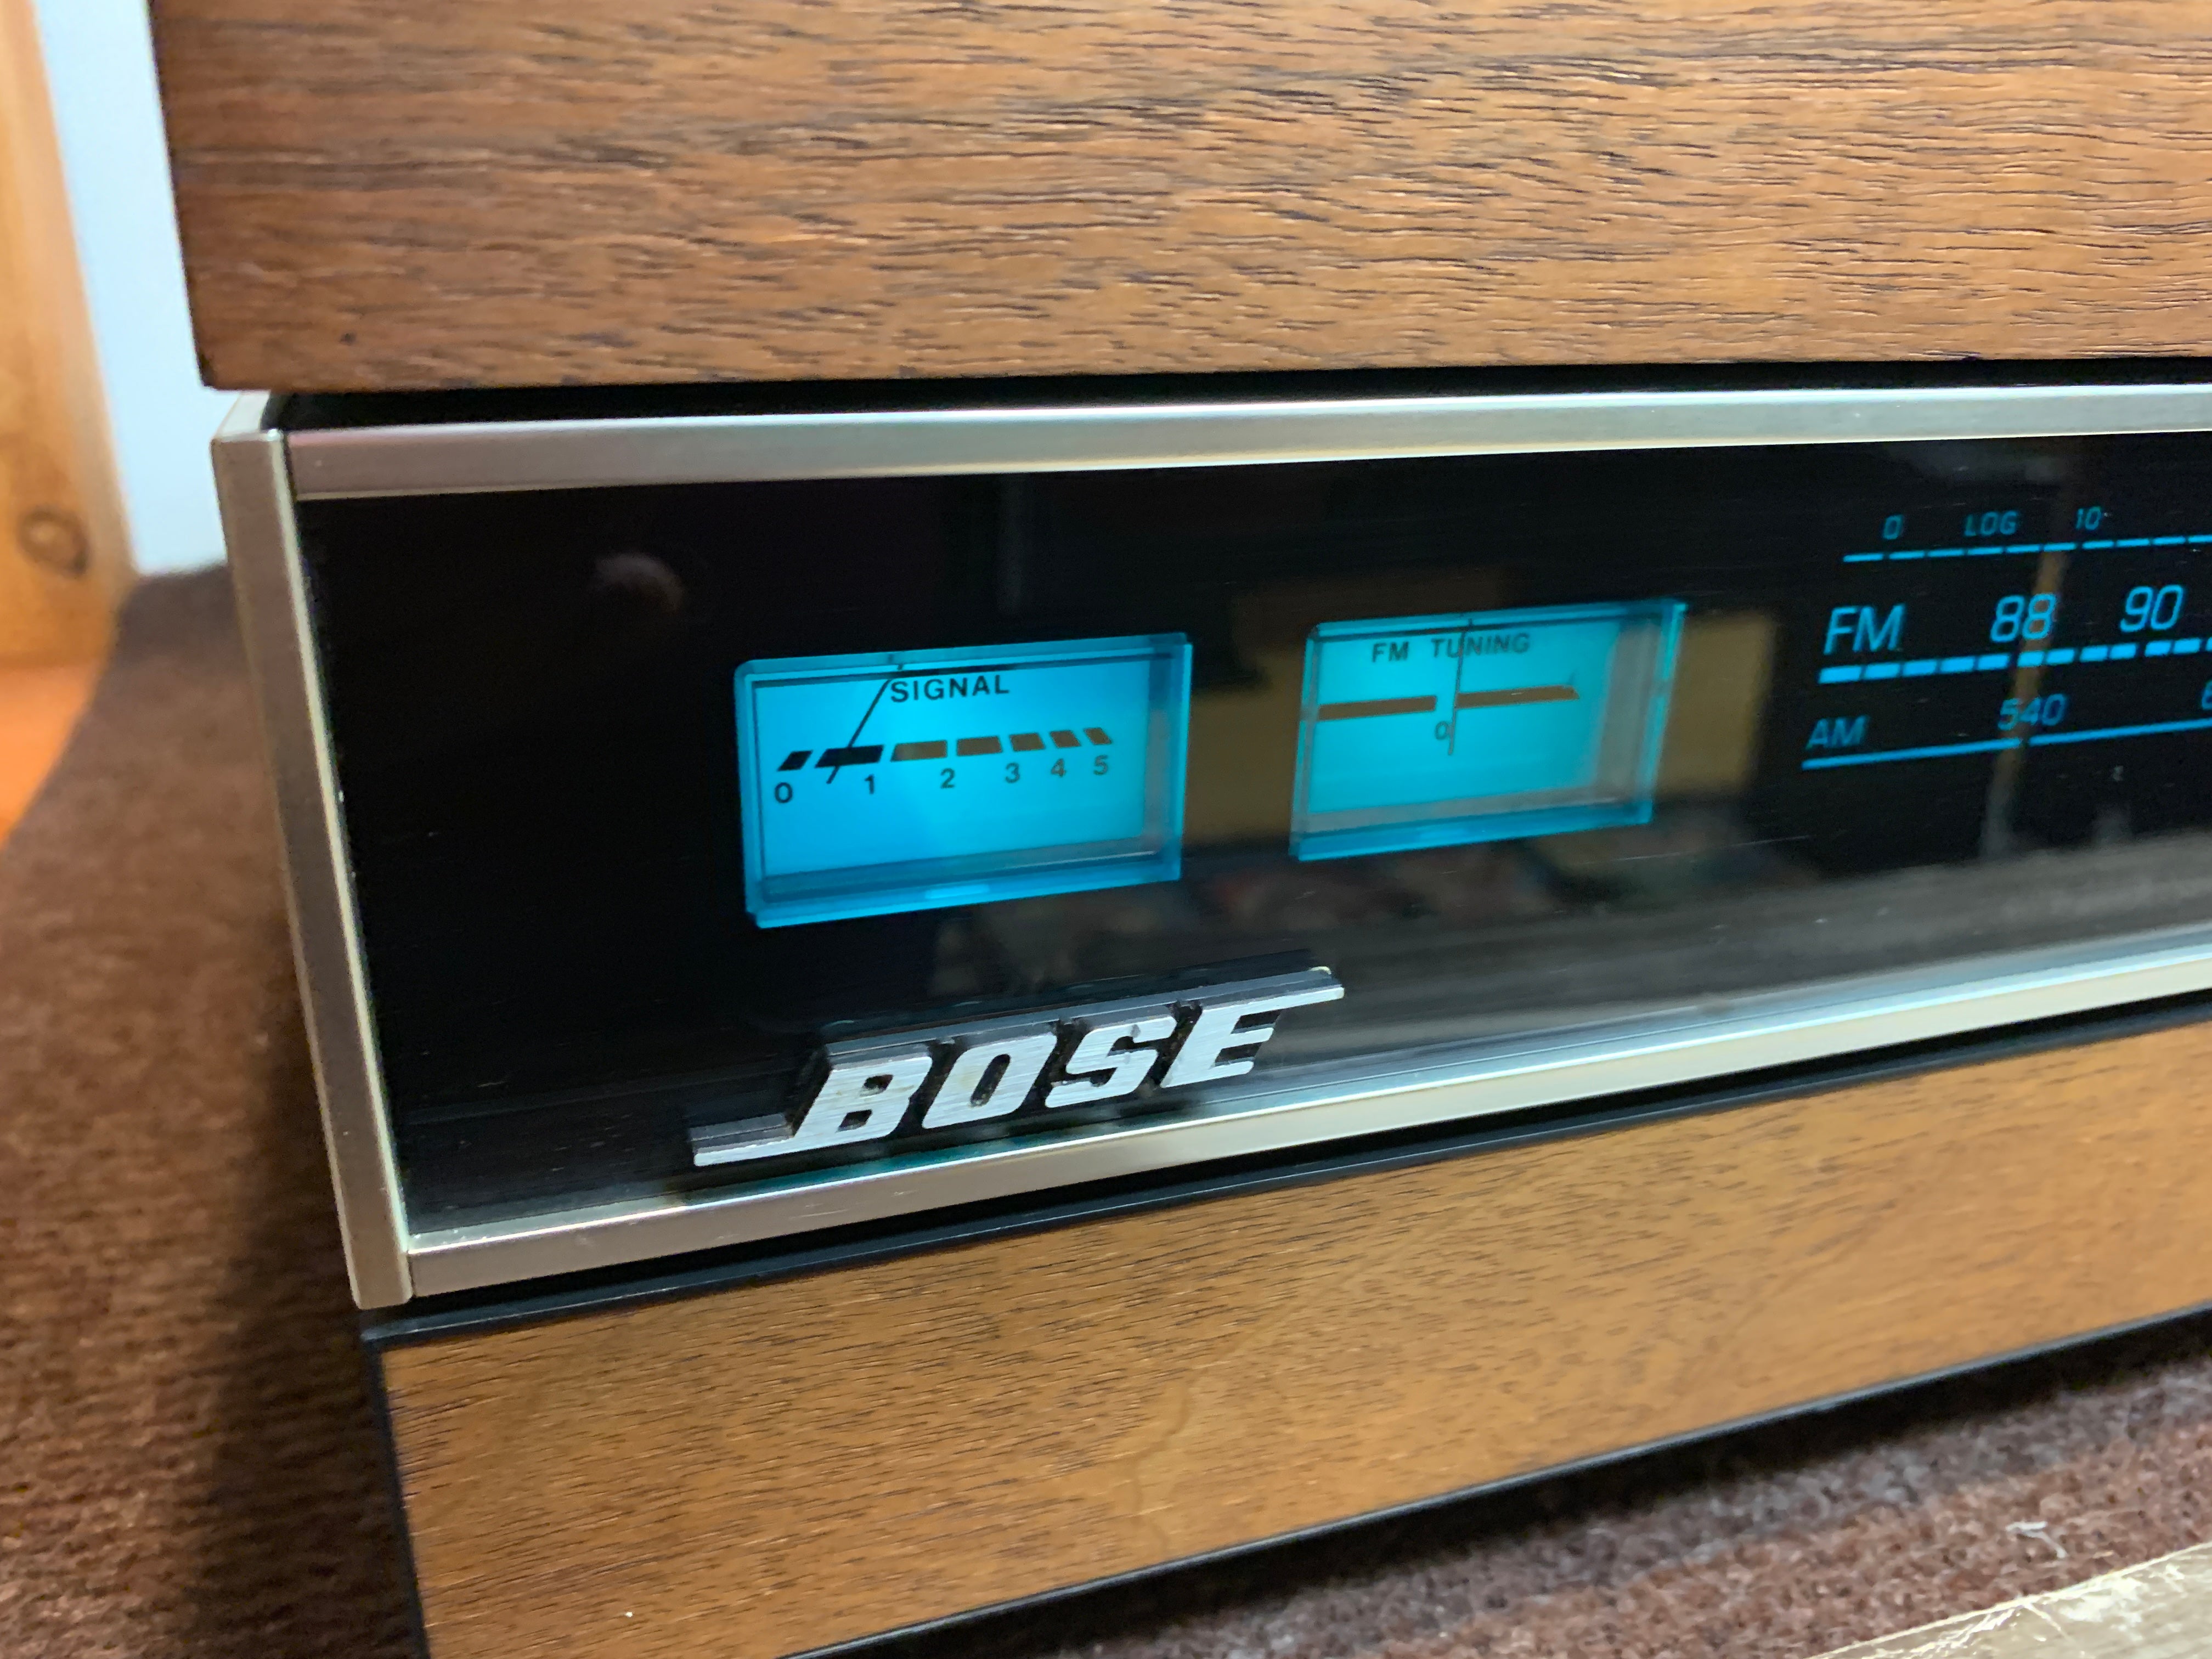 0 LOG 10
FM 88 90
AM 540
SIGNAL
0 1 2 3 4 5
FM TUNING
0
BOSE